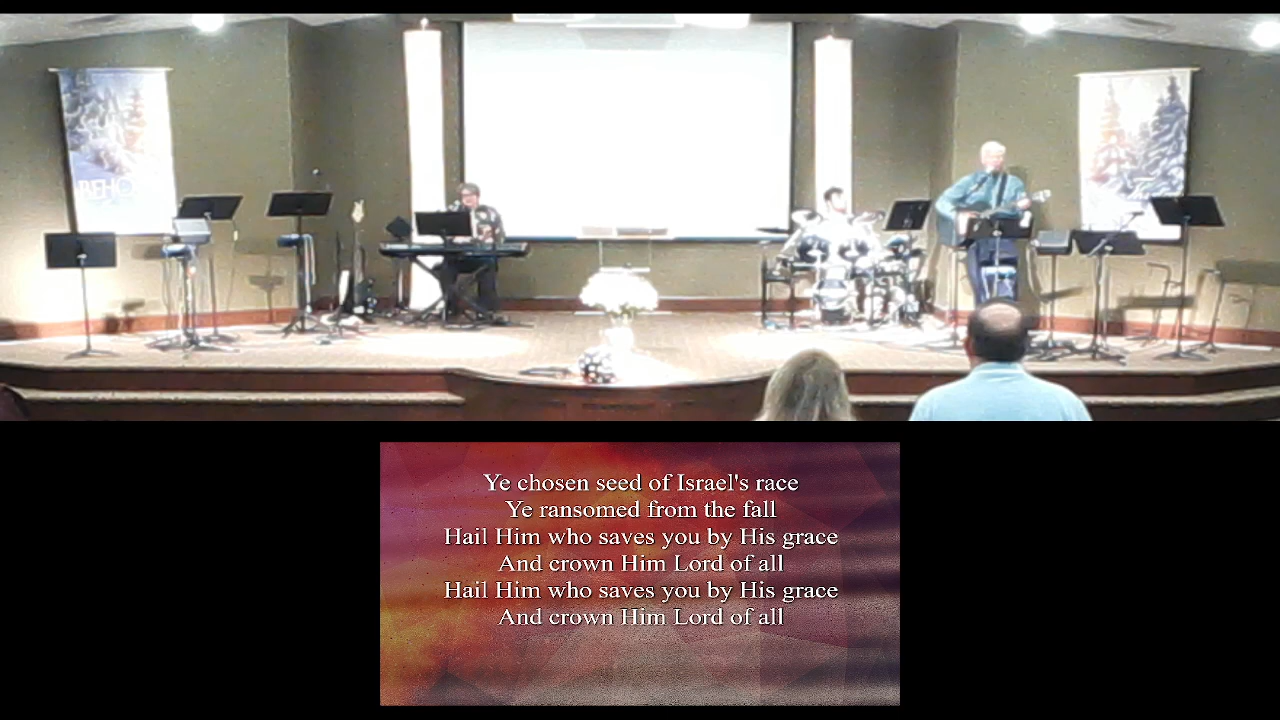 Ye chosen seed of Israel's race
Ye ransomed from the fall
Hail Him who saves you by His grace
And crown Him Lord of all
Hail Him who saves you by His grace
And crown Him Lord of all